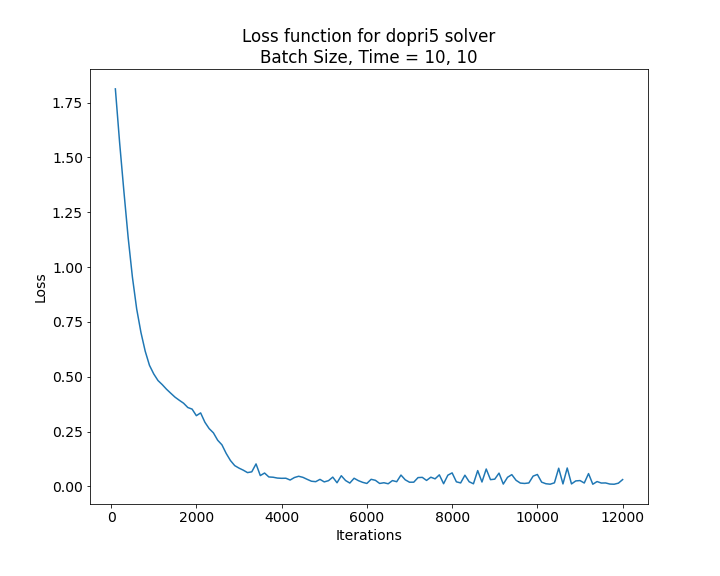 Loss function for dopri5 solver
Batch Size, Time = 10, 10
1.75
1.50
1.25
1.00
0.75
0.50
0.25
0.00
Loss
0 2000 4000 6000 8000 10000 12000
Iterations